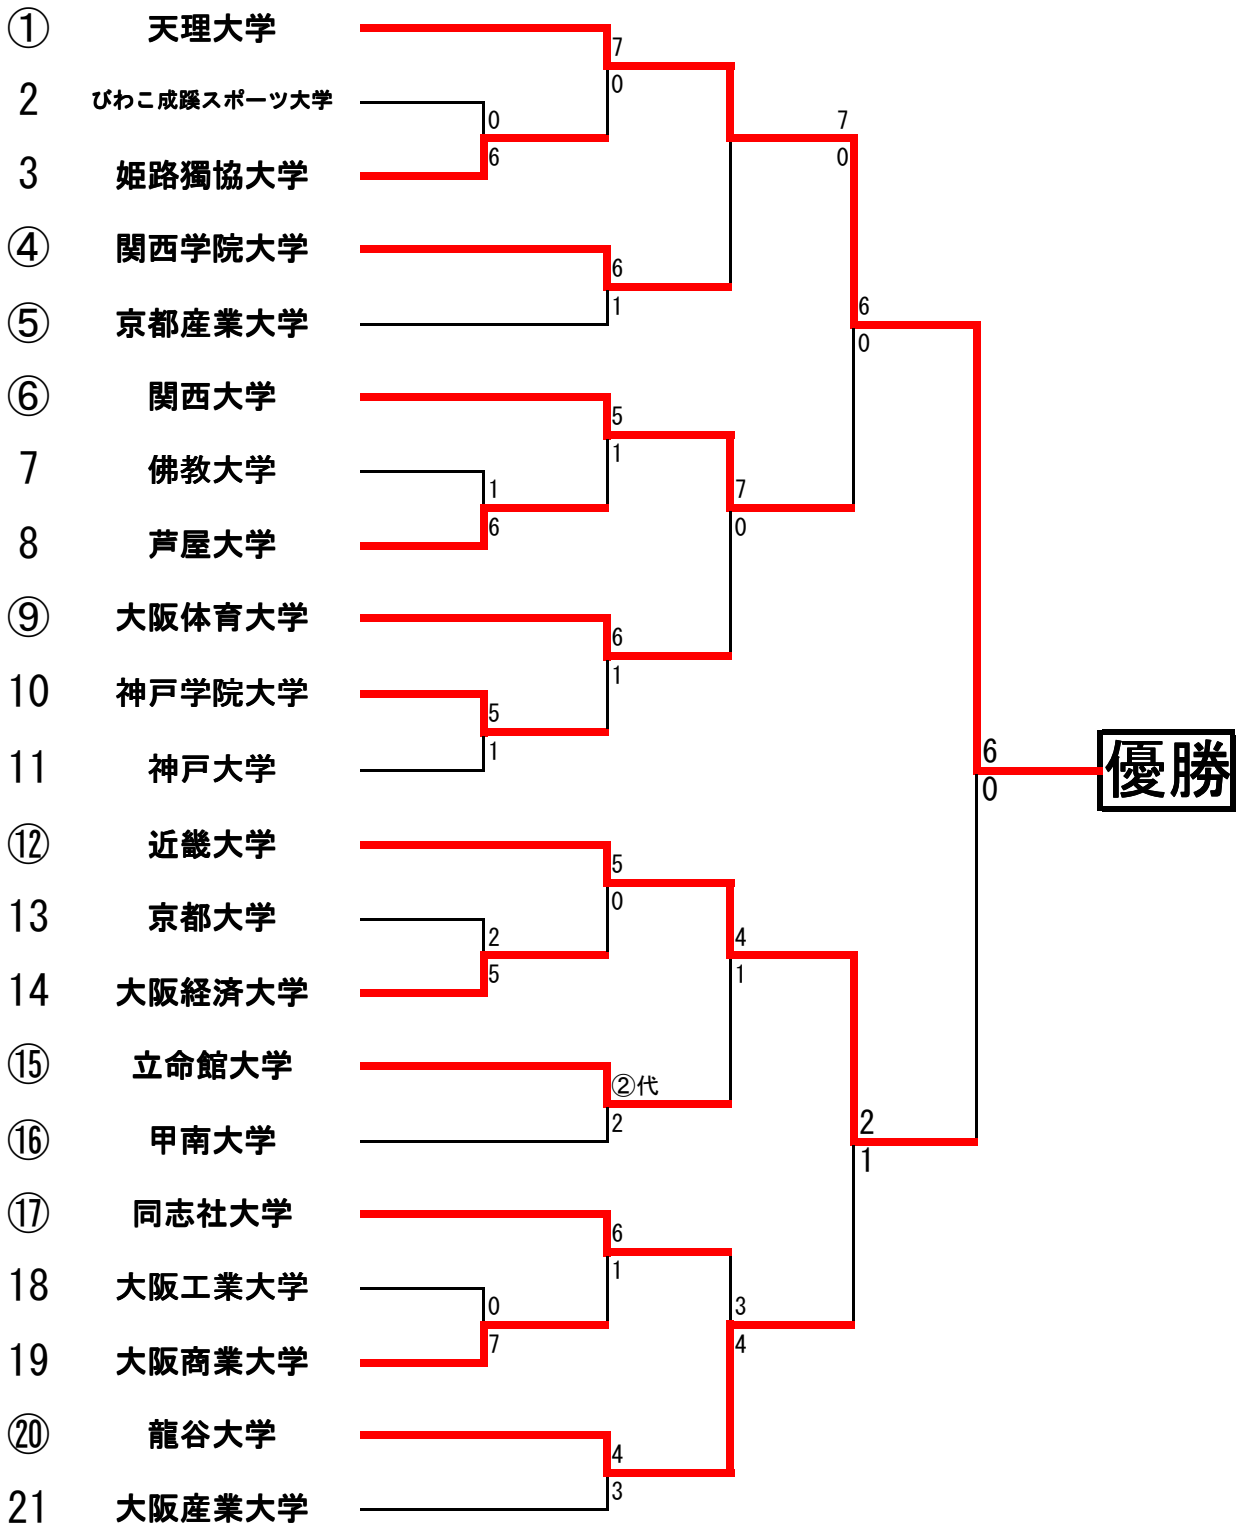 ① 天理大学
7
0
2 びわこ成蹊スポーツ大学
0
6
7
0
3 姫路獨協大学
④ 関西学院大学
6
1
⑤ 京都産業大学
6
0
⑥ 関西大学
5
1
7 佛教大学
1
6
7
0
8 芦屋大学
⑨ 大阪体育大学
6
1
10 神戸学院大学
5
1
11 神戸大学
6
0
優勝
⑫ 近畿大学
5
0
13 京都大学
2
5
4
1
14 大阪経済大学
⑮ 立命館大学
②代
2
⑯ 甲南大学
2
1
⑰ 同志社大学
6
1
18 大阪工業大学
0
7
3
4
19 大阪商業大学
⑳ 龍谷大学
4
3
21 大阪産業大学